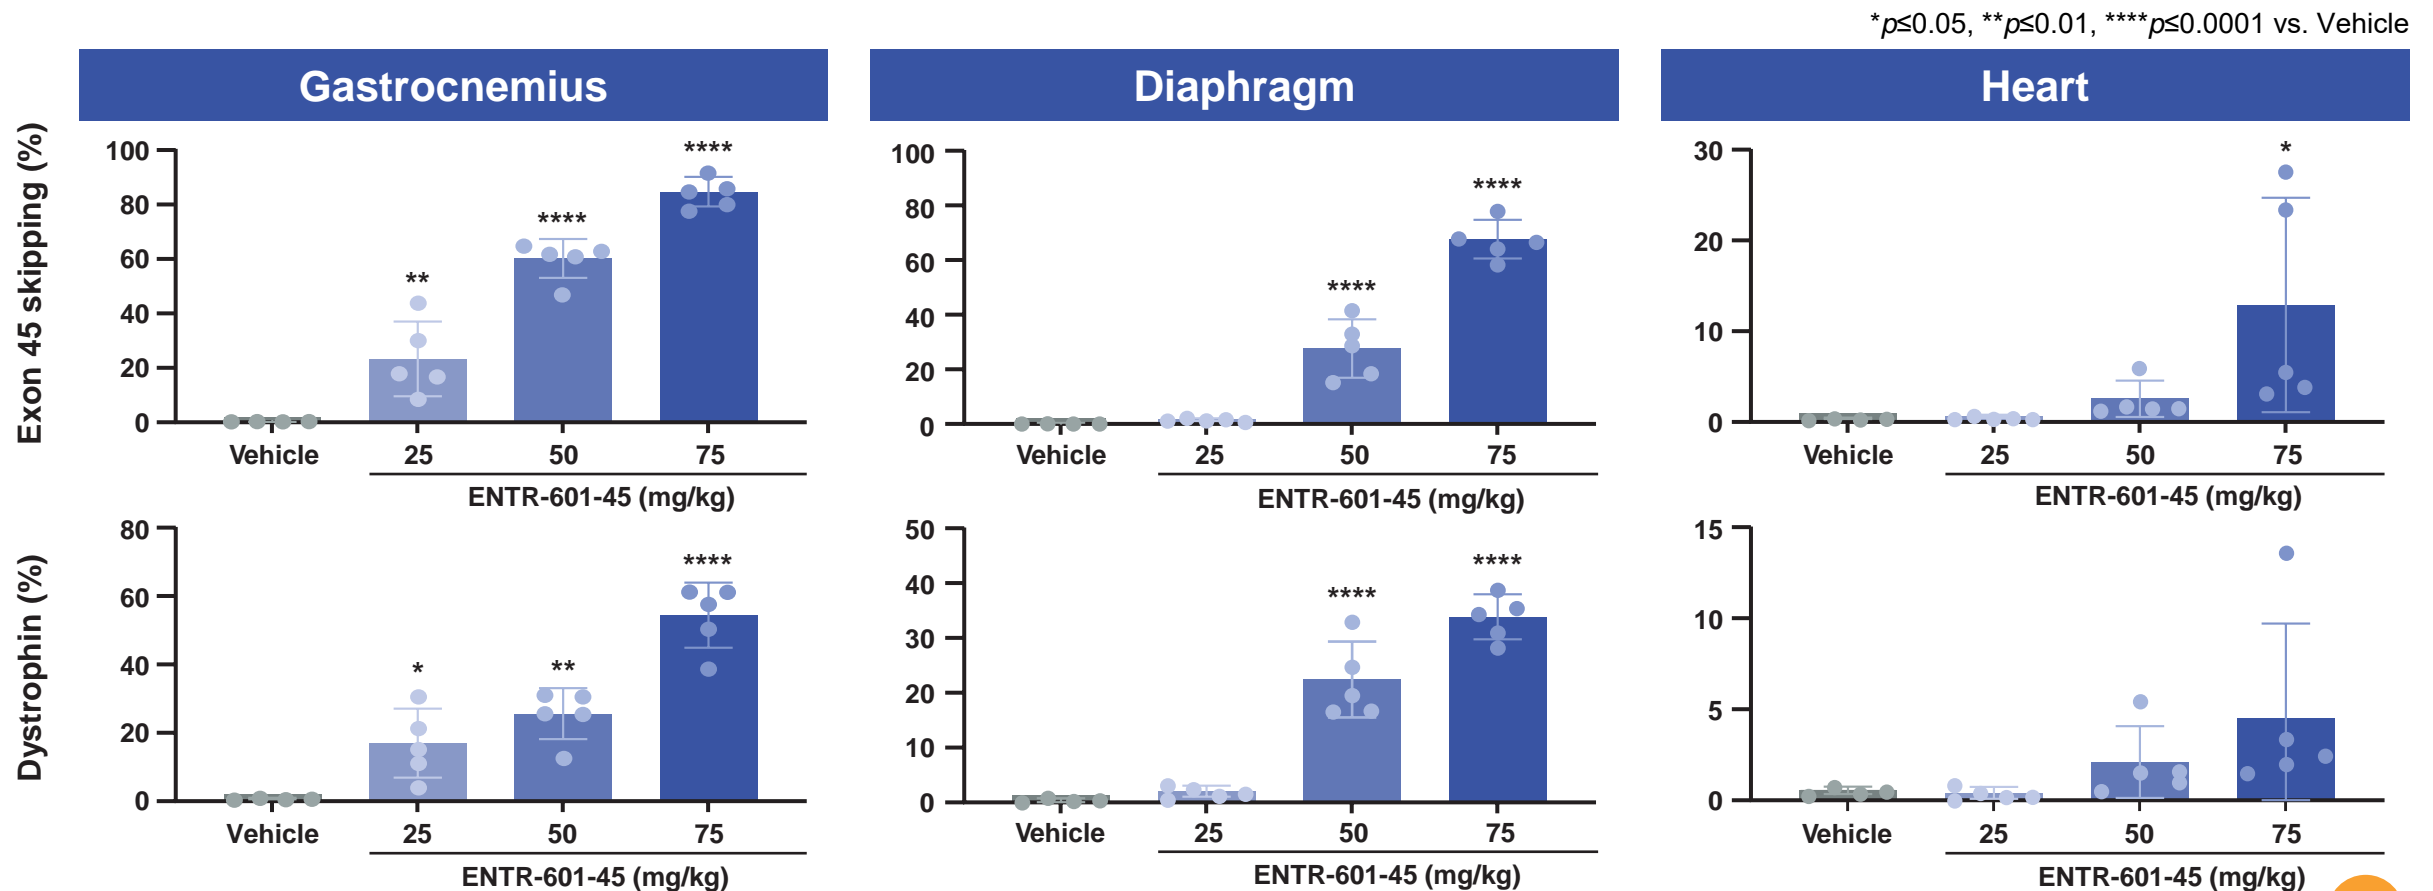 *p≤0.05, **p≤0.01, ****p≤0.0001 vs. Vehicle
Gastrocnemius
Diaphragm
Heart
Exon 45 skipping (%)
100
80
60
40
20
0
**
****
****
Vehicle 25 50 75
ENTR-601-45 (mg/kg)
100
80
60
40
20
0
****
****
Vehicle 25 50 75
ENTR-601-45 (mg/kg)
30
20
10
0
*
Vehicle 25 50 75
ENTR-601-45 (mg/kg)
Dystrophin (%)
80
60
40
20
0
*
**
****
Vehicle 25 50 75
ENTR-601-45 (mg/kg)
50
40
30
20
10
0
****
****
Vehicle 25 50 75
ENTR-601-45 (mg/kg)
15
10
5
0
Vehicle 25 50 75
ENTR-601-45 (mg/kg)